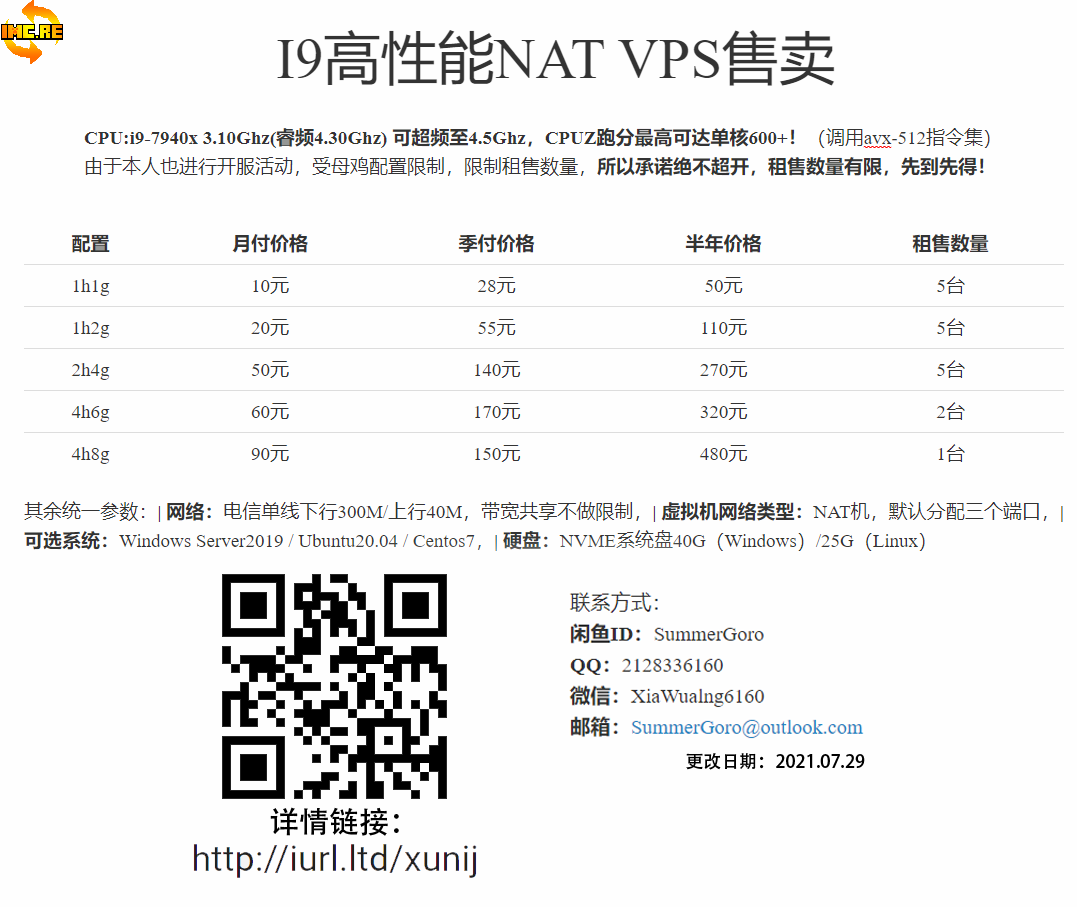 IMC.RE
I9高性能NAT VPS售卖
CPU:i9-7940x 3.10Ghz(睿频4.30Ghz) 可超频至4.5Ghz，CPUZ跑分最高可达单核600+！（调用avx-512指令集）
由于本人也进行开服活动，受母鸡配置限制，限制租售数量，所以承诺绝不超开，租售数量有限，先到先得！
配置 月付价格 季付价格 半年价格 租售数量
1h1g 10元 28元 50元 5台
1h2g 20元 55元 110元 5台
2h4g 50元 140元 270元 5台
4h6g 60元 170元 320元 2台
4h8g 90元 150元 480元 1台
其余统一参数：| 网络：电信单线下行300M/上行40M，带宽共享不做限制，| 虚拟机网络类型：NAT机，默认分配三个端口，|
可选系统：Windows Server2019 / Ubuntu20.04 / Centos7，| 硬盘：NVME系统盘40G（Windows）/25G（Linux）
联系方式：
闲鱼ID：SummerGoro
QQ：2128336160
微信：XiaWualng6160
邮箱：SummerGoro@outlook.com
更改日期：2021.07.29
详情链接：
http://iurl.ltd/xunij